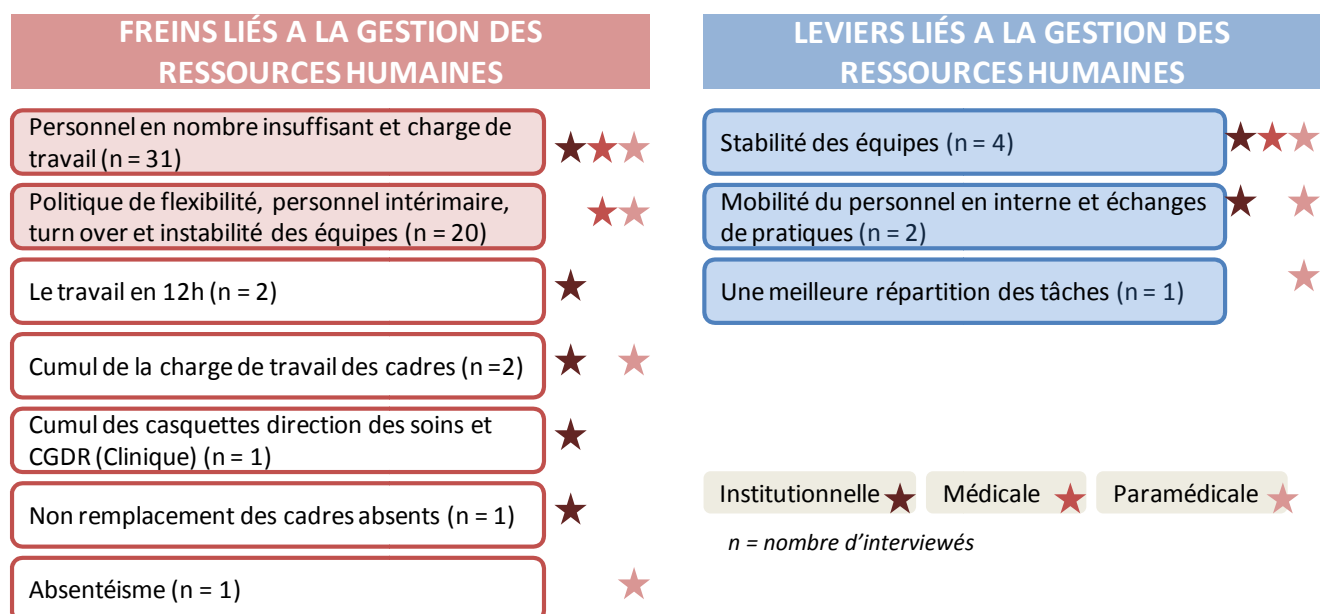 FREINS LIÉS A LA GESTION DES
RESSOURCES HUMAINES
Personnel en nombre insuffisant et charge de
travail (n = 31)
Politique de flexibilité, personnel intérimaire,
turn over et instabilité des équipes (n = 20)
Le travail en 12h (n = 2)
Cumul de la charge de travail des cadres (n =2)
Cumul des casquettes direction des soins et
CGDR (Clinique) (n = 1)
Non remplacement des cadres absents (n = 1)
Absentéisme (n = 1)
LEVIERS LIÉS A LA GESTION DES
RESSOURCES HUMAINES
Stabilité des équipes (n = 4)
Mobilité du personnel en interne et échanges
de pratiques (n = 2)
Une meilleure répartition des tâches (n = 1)
Institutionnelle
Médicale
Paramédicale
n = nombre d'interviewés